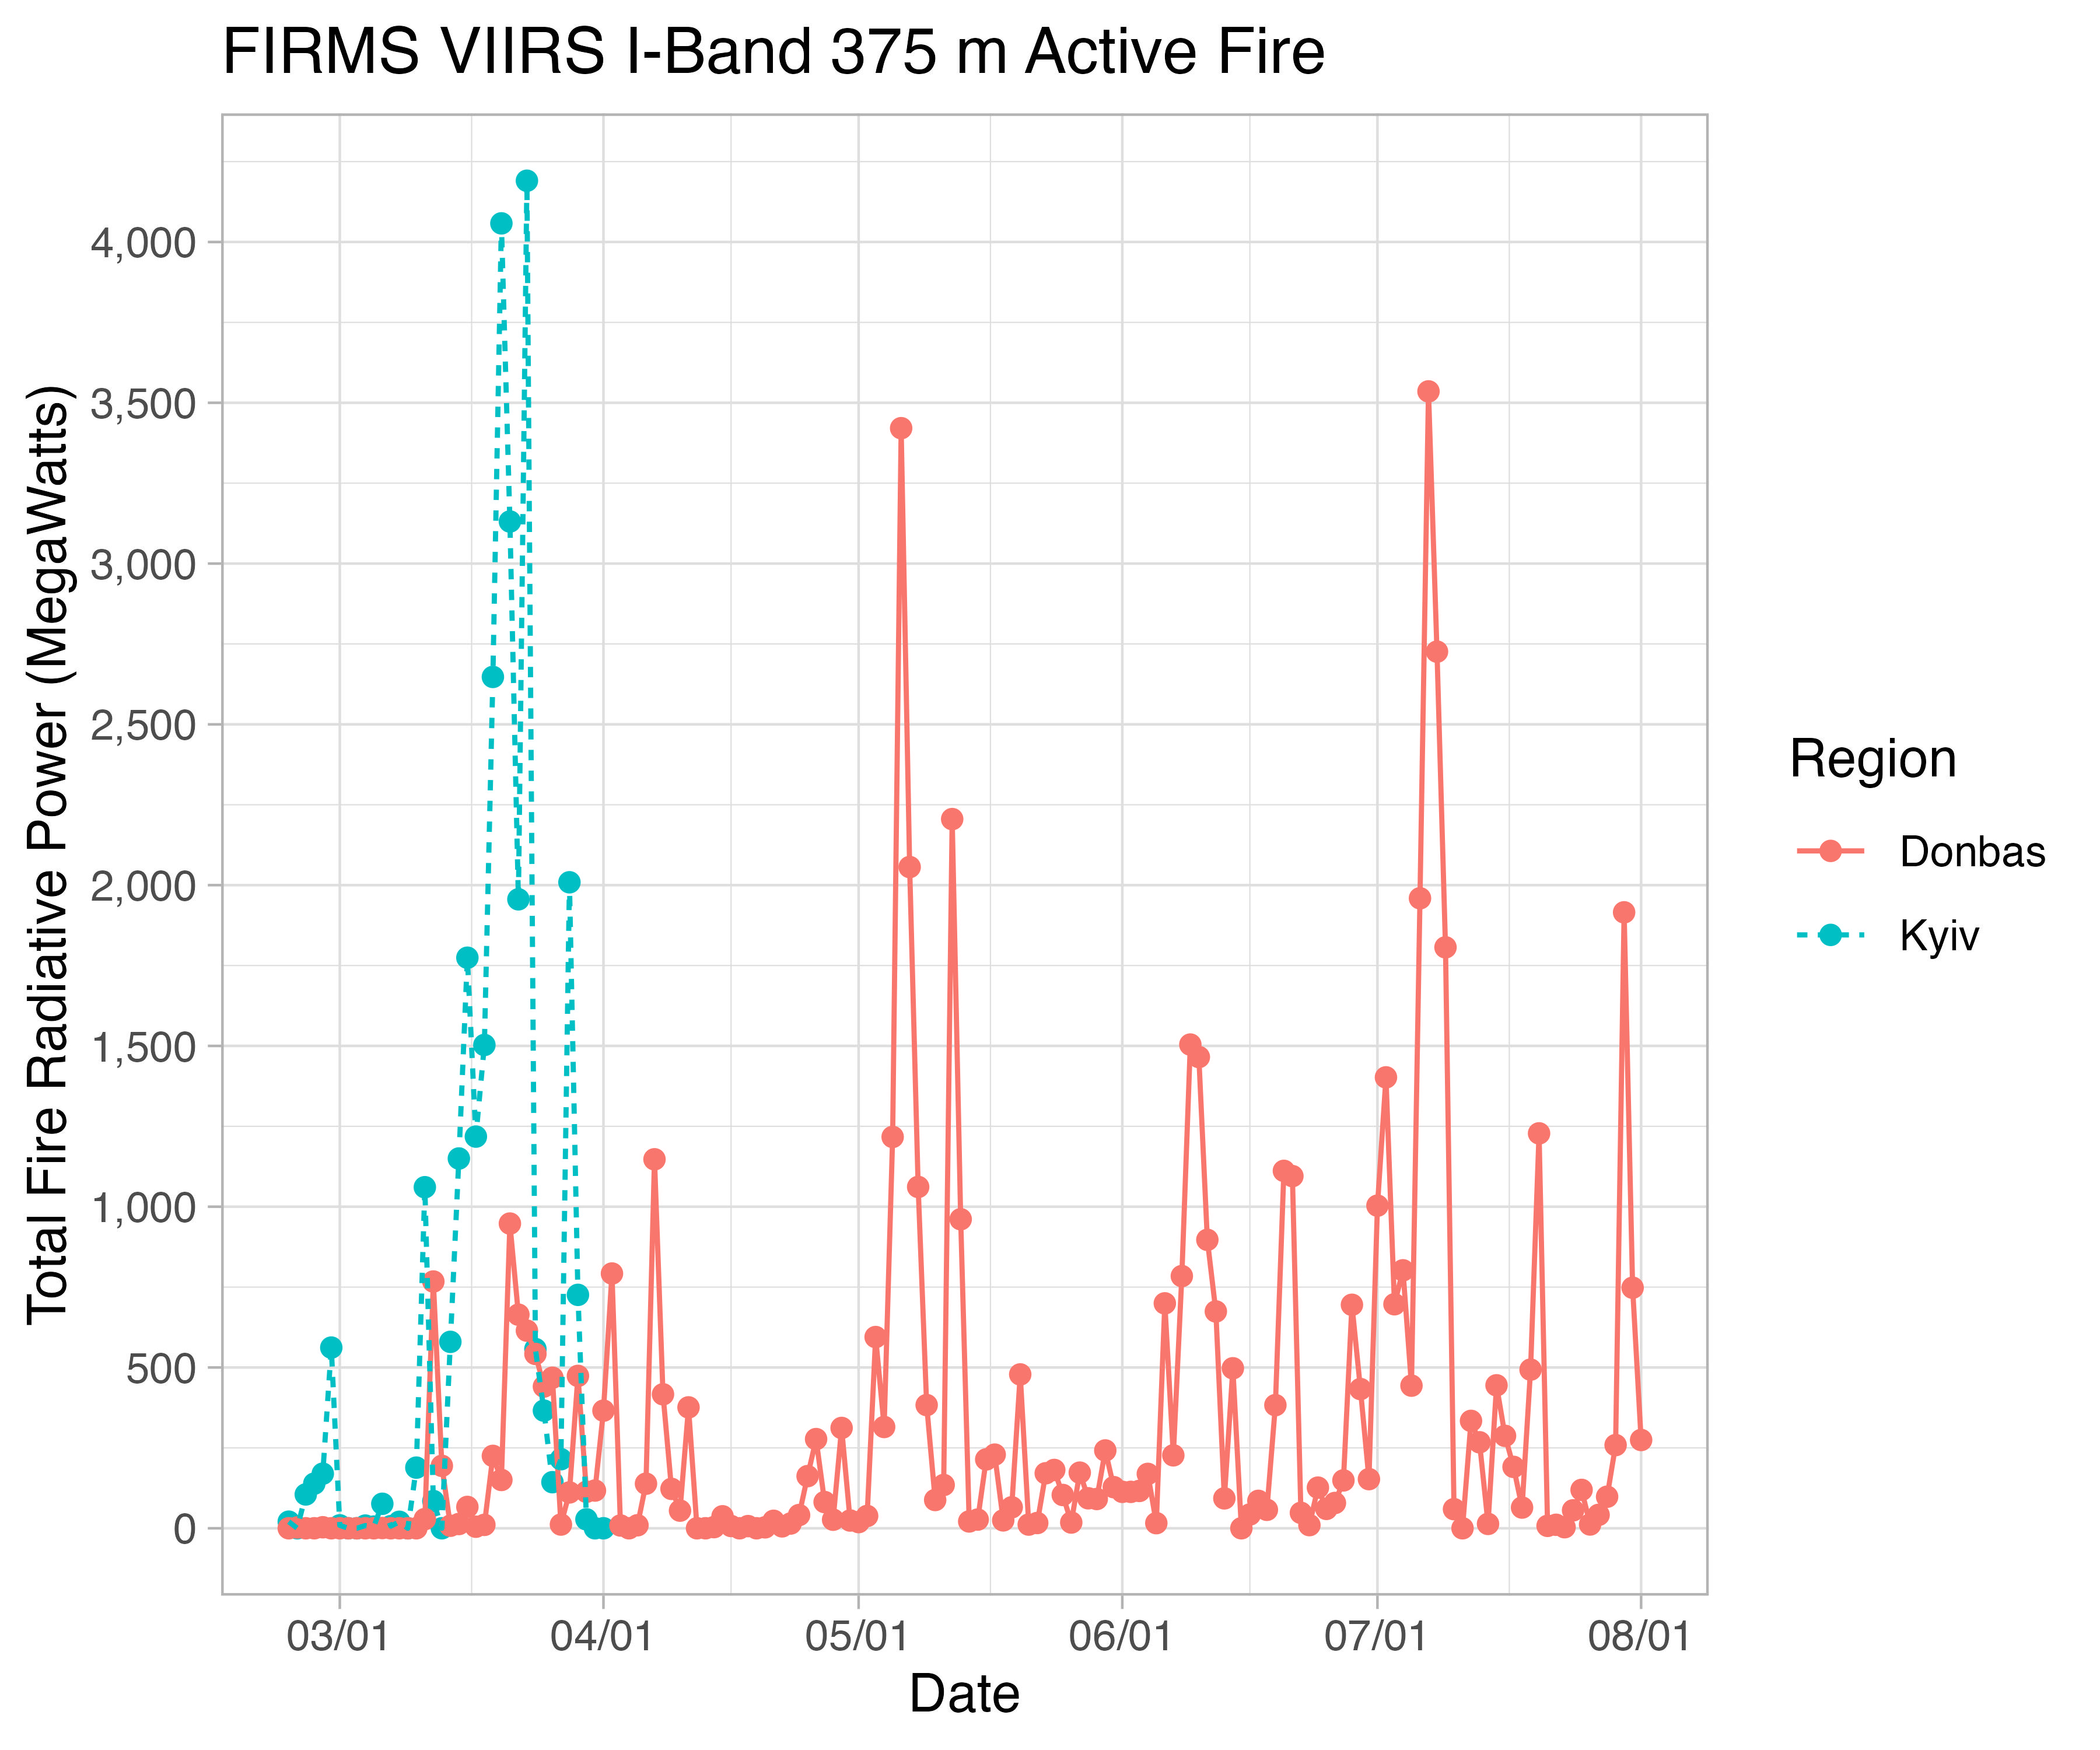 FIRMS VIIRS I-Band 375 m Active Fire
Total Fire Radiative Power (MegaWatts)
4,000
3,500
3,000
2,500
2,000
1,500
1,000
500
0
03/01 04/01 05/01 06/01 07/01 08/01
Date
Region
Donbas
Kyiv